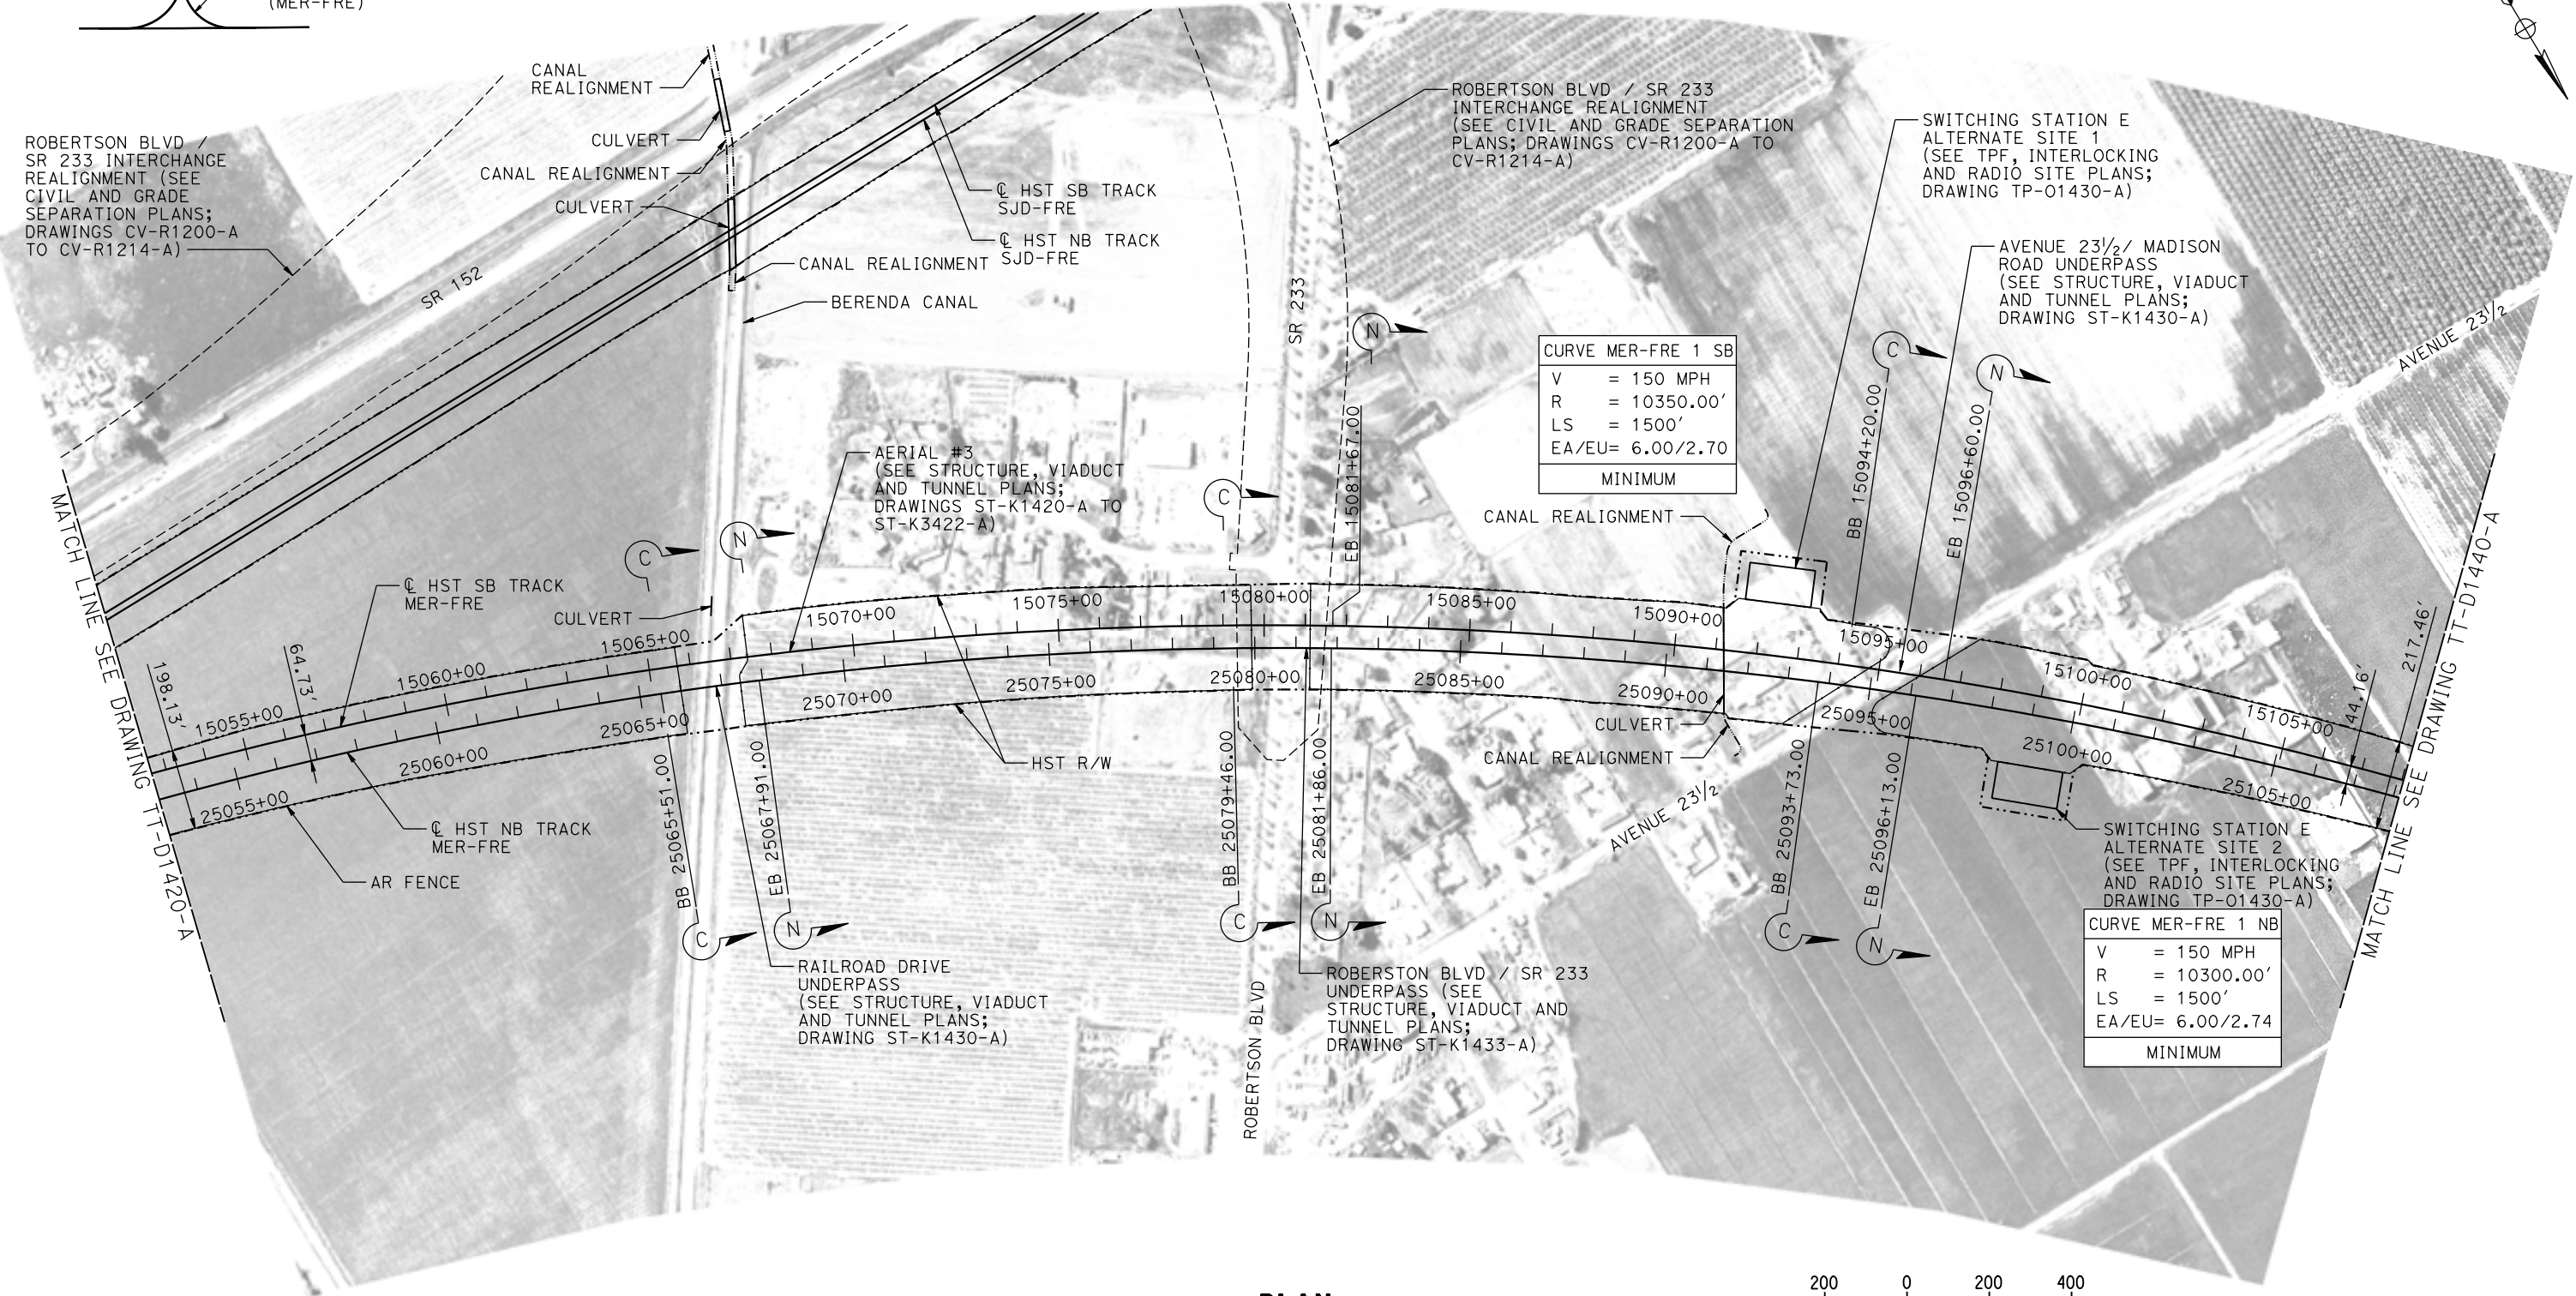 (MER-FRE)
CANAL
REALIGNMENT
CULVERT
CANAL REALIGNMENT
CULVERT
ROBERTSON BLVD /
SR 233 INTERCHANGE
REALIGNMENT (SEE
CIVIL AND GRADE
SEPARATION PLANS;
DRAWINGS CV-R1200-A
TO CV-R1214-A)
SR 152
℄ HST SB TRACK
SJD-FRE
℄ HST NB TRACK
SJD-FRE
CANAL REALIGNMENT
BERENDA CANAL
ROBERTSON BLVD / SR 233
INTERCHANGE REALIGNMENT
(SEE CIVIL AND GRADE SEPARATION
PLANS; DRAWINGS CV-R1200-A TO
CV-R1214-A)
SR 233
SWITCHING STATION E
ALTERNATE SITE 1
(SEE TPF, INTERLOCKING
AND RADIO SITE PLANS;
DRAWING TP-O1430-A)
AVENUE 23½/ MADISON
ROAD UNDERPASS
(SEE STRUCTURE, VIADUCT
AND TUNNEL PLANS;
DRAWING ST-K1430-A)
AVENUE 23½
CURVE MER-FRE 1 SB
V = 150 MPH
R = 10350.00′
LS = 1500′
EA/EU= 6.00/2.70
MINIMUM
N
C
N
BB 15094+20.00
EB 15096+60.00
EB 15081+67.00
AERIAL #3
(SEE STRUCTURE, VIADUCT
AND TUNNEL PLANS;
DRAWINGS ST-K1420-A TO
ST-K3422-A)
C
C
N
CANAL REALIGNMENT
MATCH LINE SEE DRAWING TT-D1420-A
℄ HST SB TRACK
MER-FRE
CULVERT
198.13′
64.73′
15055+00
15060+00
15065+00
15070+00
15075+00
15080+00
15085+00
15090+00
15095+00
15100+00
15105+00
25055+00
25060+00
25065+00
25070+00
25075+00
25080+00
25085+00
25090+00
25095+00
25100+00
25105+00
217.46′
44.16′
MATCH LINE SEE DRAWING TT-D1440-A
CULVERT
CANAL REALIGNMENT
HST R/W
℄ HST NB TRACK
MER-FRE
AR FENCE
BB 25065+51.00
EB 25067+91.00
BB 25079+46.00
EB 25081+86.00
BB 25093+73.00
EB 25096+13.00
AVENUE 23½
C
N
C
N
C
N
SWITCHING STATION E
ALTERNATE SITE 2
(SEE TPF, INTERLOCKING
AND RADIO SITE PLANS;
DRAWING TP-O1430-A)
CURVE MER-FRE 1 NB
V = 150 MPH
R = 10300.00′
LS = 1500′
EA/EU= 6.00/2.74
MINIMUM
RAILROAD DRIVE
UNDERPASS
(SEE STRUCTURE, VIADUCT
AND TUNNEL PLANS;
DRAWING ST-K1430-A)
ROBERTSON BLVD
ROBERSTON BLVD / SR 233
UNDERPASS (SEE
STRUCTURE, VIADUCT AND
TUNNEL PLANS;
DRAWING ST-K1433-A)
PLAN
200 0 200 400